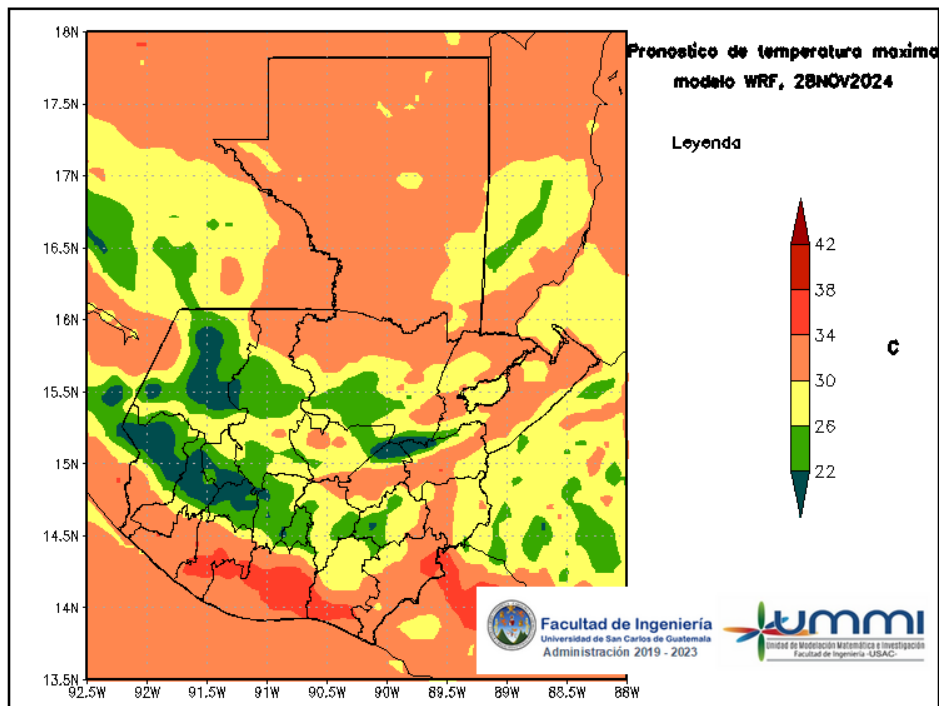 Pronostico de temperatura maxima
modelo WRF, 28NOV2024
Leyenda
42
38
34
30
26
22
C
18N
17.5N
17N
16.5N
16N
15.5N
15N
14.5N
14N
13.5N
92.5W 92W 91.5W 91W 90.5W 90W 89.5W 89W 88.5W 88W
Facultad de Ingeniería
Universidad de San Carlos de Guatemala
Administración 2019 - 2023
ummi
Unidad de Modelación Matemática e Investigación
Facultad de Ingeniería -USAC-